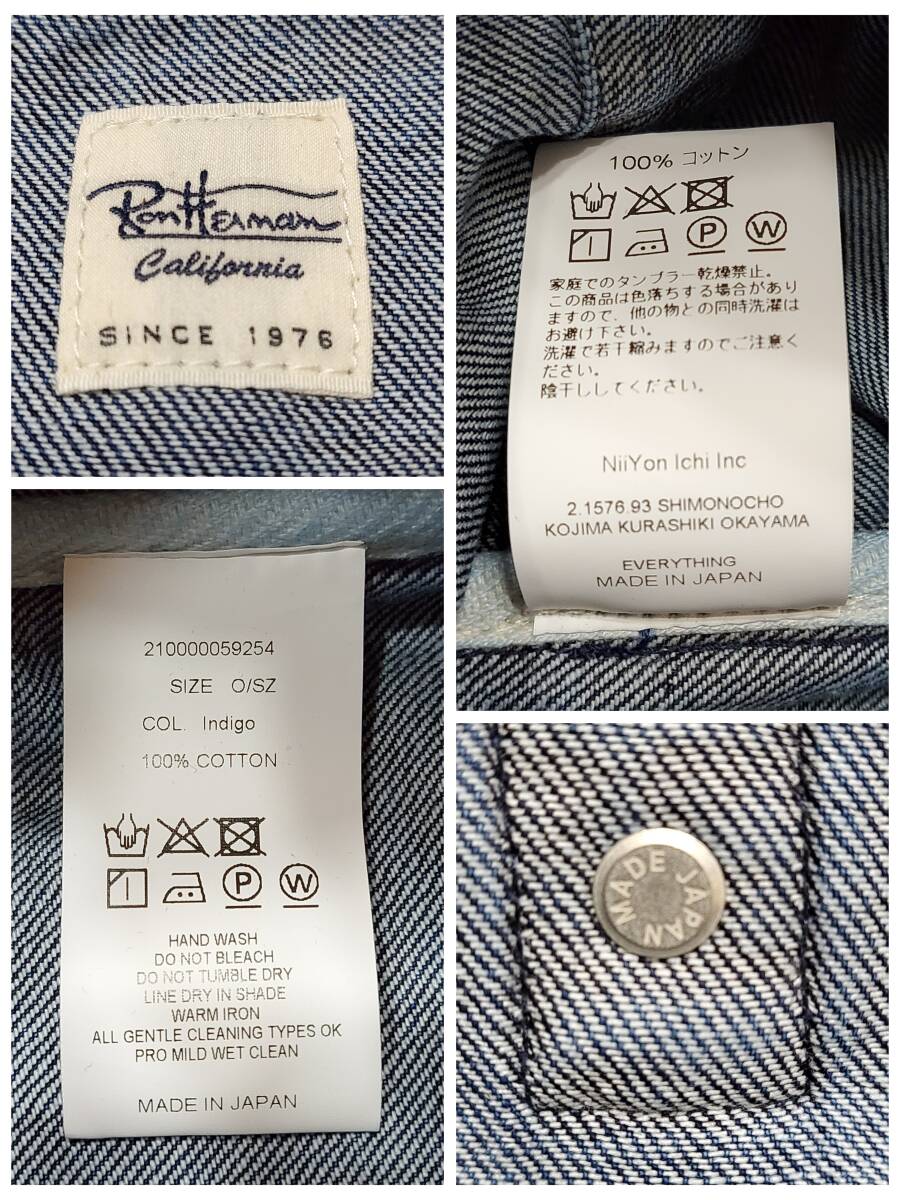 Ron Herman
California
SINCE 1976
100% コットン
P W
家庭でのタンブラー乾燥禁止。
この商品は色落ちする場合があり
ますので、他の物との同時洗濯は
お避け下さい。
洗濯で若干縮みますのでご注意く
ださい。
陰干ししてください。
NiiYon Ichi Inc
2.1576.93 SHIMONOCHO
KOJIMA KURASHIKI OKAYAMA
EVERYTHING
MADE IN JAPAN
210000059254
SIZE O/SZ
COL. Indigo
100% COTTON
P W
HAND WASH
DO NOT BLEACH
DO NOT TUMBLE DRY
LINE DRY IN SHADE
WARM IRON
ALL GENTLE CLEANING TYPES OK
PRO MILD WET CLEAN
MADE IN JAPAN
MADE JAPAN